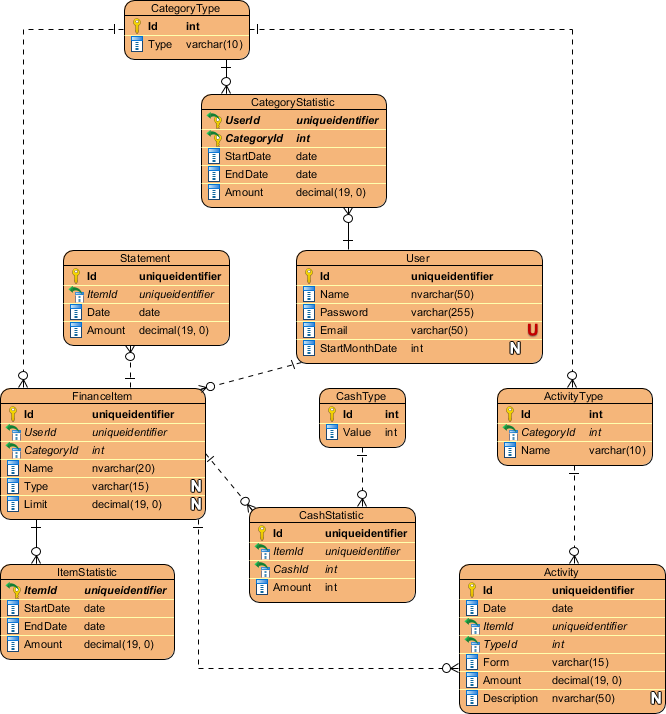 CategoryType
Id int
Type varchar(10)
CategoryStatistic
UserId uniqueidentifier
CategoryId int
StartDate date
EndDate date
Amount decimal(19, 0)
Statement
Id uniqueidentifier
ItemId uniqueidentifier
Date date
Amount decimal(19, 0)
User
Id uniqueidentifier
Name nvarchar(50)
Password varchar(255)
Email varchar(50) U
StartMonthDate int N
FinanceItem
Id uniqueidentifier
UserId uniqueidentifier
CategoryId int
Name nvarchar(20)
Type varchar(15) N
Limit decimal(19, 0) N
CashType
Id int
Value int
ActivityType
Id int
CategoryId int
Name varchar(10)
CashStatistic
Id uniqueidentifier
ItemId uniqueidentifier
CashId int
Amount int
ItemStatistic
ItemId uniqueidentifier
StartDate date
EndDate date
Amount decimal(19, 0)
Activity
Id uniqueidentifier
Date date
ItemId uniqueidentifier
TypeId int
Form varchar(15)
Amount decimal(19, 0)
Description nvarchar(50) N